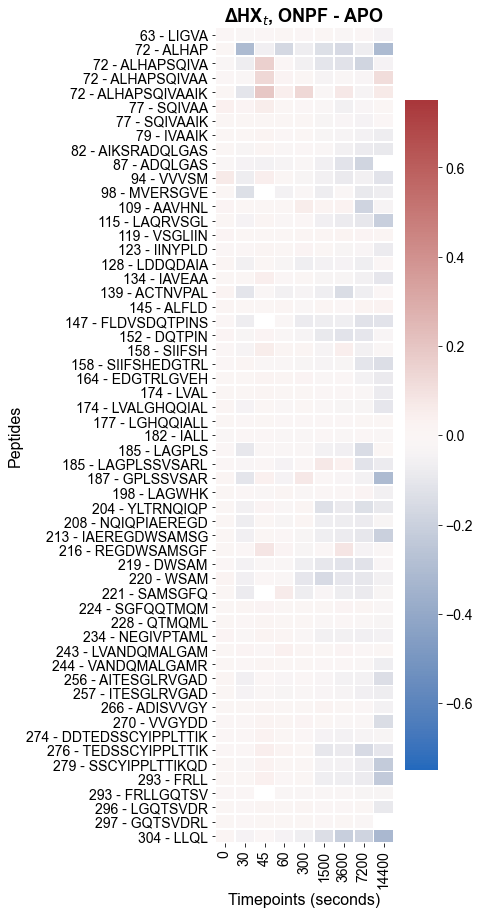 ΔHXt, ONPF - APO
63 - LIGVA
72 - ALHAP
72 - ALHAPSQIVA
72 - ALHAPSQIVAA
72 - ALHAPSQIVAAIK
77 - SQIVAA
77 - SQIVAAIK
79 - IVAAIK
82 - AIKSRADQLGAS
87 - ADQLGAS
94 - VVVSM
98 - MVERSGVE
109 - AAVHNL
115 - LAQRVSGL
119 - VSGLIIN
123 - IINYPLD
128 - LDDQDAIA
134 - IAVEAA
139 - ACTNVPAL
145 - ALFLD
147 - FLDVSDQTPINS
152 - DQTPIN
158 - SIIFSH
158 - SIIFSHEDGTRL
164 - EDGTRLGVEH
174 - LVAL
174 - LVALGHQQIAL
177 - LGHQQIALL
182 - IALL
185 - LAGPLS
185 - LAGPLSSVSARL
187 - GPLSSVSAR
198 - LAGWHK
204 - YLTRNQIQP
208 - NQIQPIAEREGD
213 - IAEREGDWSAMSG
216 - REGDWSAMSGF
219 - DWSAM
220 - WSAM
221 - SAMSGFQ
224 - SGFQQTMQM
228 - QTMQML
234 - NEGIVPTAML
243 - LVANDQMALGAM
244 - VANDQMALGAMR
256 - AITESGLRVGAD
257 - ITESGLRVGAD
266 - ADISVVGY
270 - VVGYDD
274 - DDTEDSSCYIPPLTTIK
276 - TEDSSCYIPPLTTIK
279 - SSCYIPPLTTIKQD
293 - FRLL
293 - FRLLGQTSV
296 - LGQTSVDR
297 - GQTSVDRL
304 - LLQL
Peptides
0 30 45 60 300 1500 3600 7200 14400
Timepoints (seconds)
0.6
0.4
0.2
0.0
−0.2
−0.4
−0.6